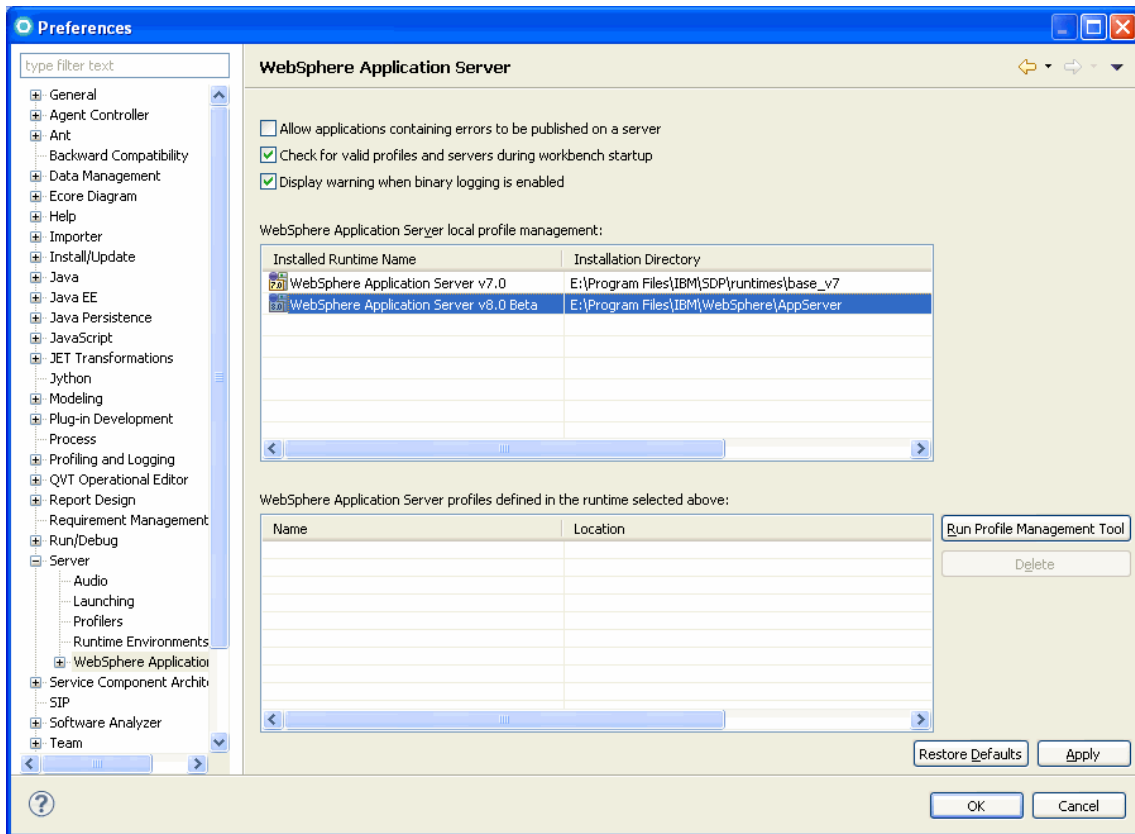 Preferences
type filter text
General
Agent Controller
Ant
Backward Compatibility
Data Management
Ecore Diagram
Help
Importer
Install/Update
Java
Java EE
Java Persistence
JavaScript
JET Transformations
Jython
Modeling
Plug-in Development
Process
Profiling and Logging
QVT Operational Editor
Report Design
Requirement Management
Run/Debug
Server
Audio
Launching
Profilers
Runtime Environments
WebSphere Application
Service Component Archite
SIP
Software Analyzer
Team
WebSphere Application Server
Allow applications containing errors to be published on a server
Check for valid profiles and servers during workbench startup
Display warning when binary logging is enabled
WebSphere Application Server local profile management:
Installed Runtime Name Installation Directory
7.0 WebSphere Application Server v7.0 E:\Program Files\IBM\SDP\runtimes\base_v7
8.0 WebSphere Application Server v8.0 Beta E:\Program Files\IBM\WebSphere\AppServer
WebSphere Application Server profiles defined in the runtime selected above:
Name Location
Run Profile Management Tool
Delete
Restore Defaults Apply
? OK Cancel